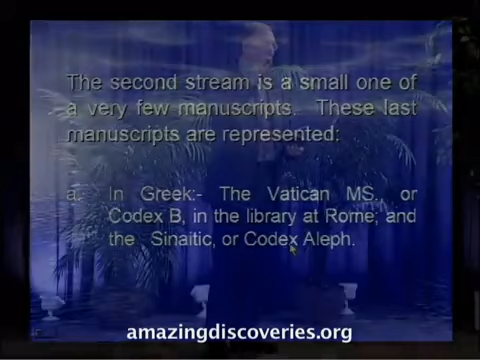 The second stream is a small one of
a very few manuscripts. These last
manuscripts are represented:
a. In Greek:- The Vatican MS. or
Codex B, in the library at Rome; and
the Sinaitic, or Codex Aleph.
amazingdiscoveries.org